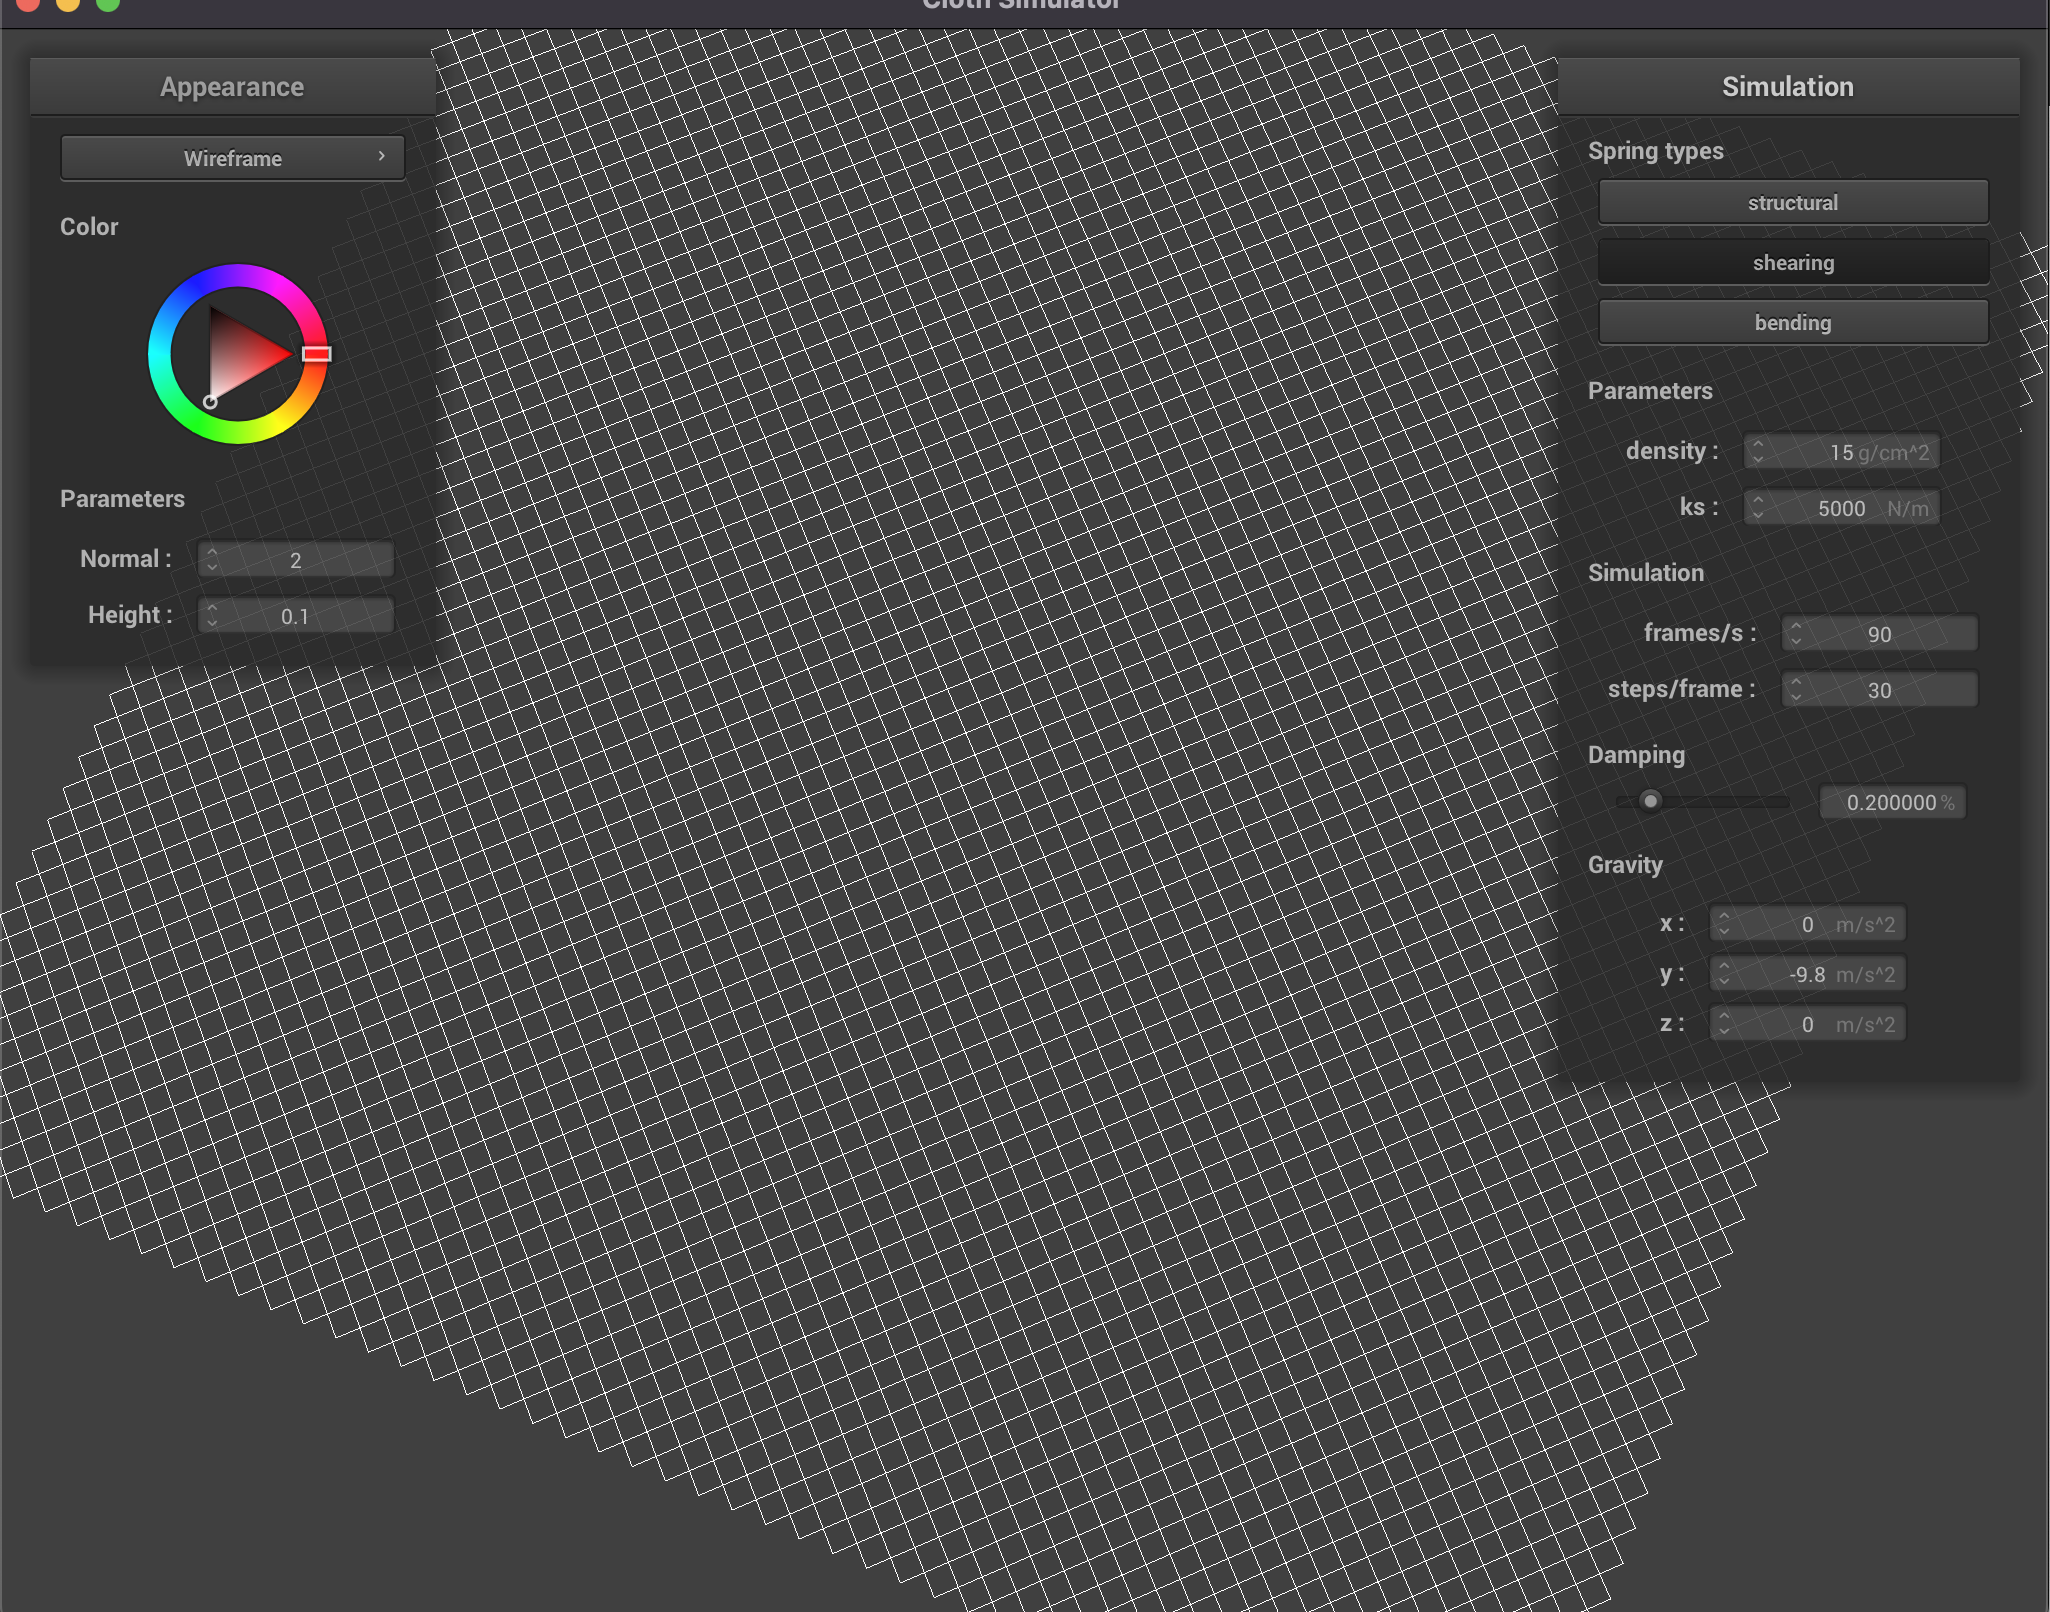 Cloth Simulator
Appearance
Wireframe
Color
Parameters
Normal :
2
Height :
0.1
Simulation
Spring types
structural
shearing
bending
Parameters
density :
15 g/cm^2
ks :
5000 N/m
Simulation
frames/s :
90
steps/frame :
30
Damping
0.200000 %
Gravity
x :
0 m/s^2
y :
-9.8 m/s^2
z :
0 m/s^2